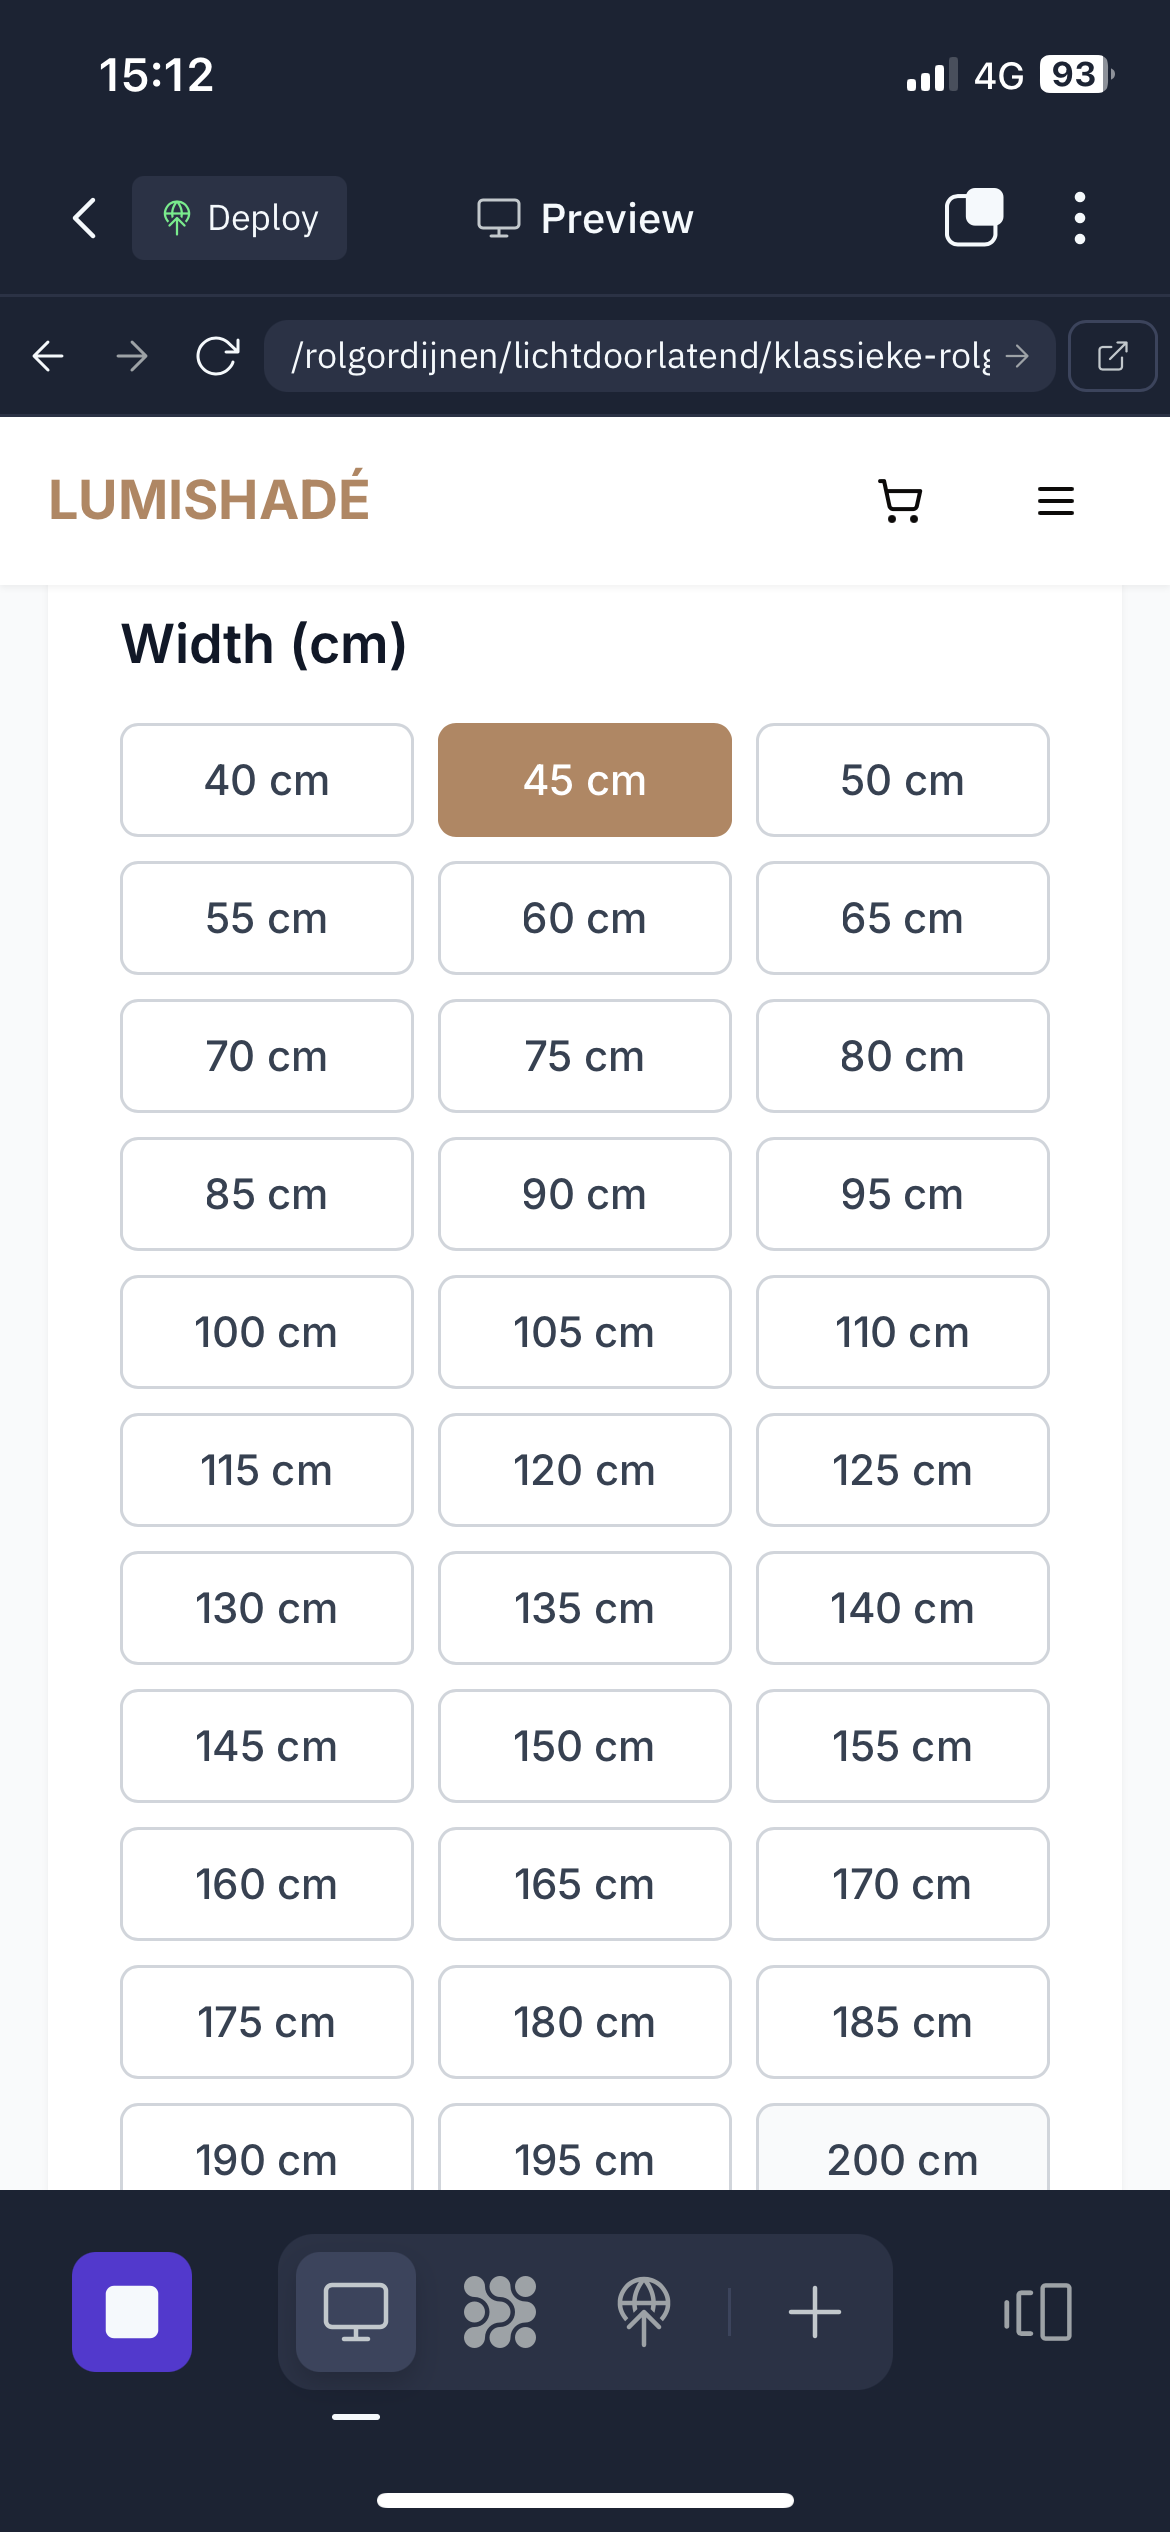 15:12
4G 93
Deploy
Preview
/rolgordijnen/lichtdoorlatend/klassieke-rolg
LUMISHADÉ
Width (cm)
40 cm 45 cm 50 cm
55 cm 60 cm 65 cm
70 cm 75 cm 80 cm
85 cm 90 cm 95 cm
100 cm 105 cm 110 cm
115 cm 120 cm 125 cm
130 cm 135 cm 140 cm
145 cm 150 cm 155 cm
160 cm 165 cm 170 cm
175 cm 180 cm 185 cm
190 cm 195 cm 200 cm